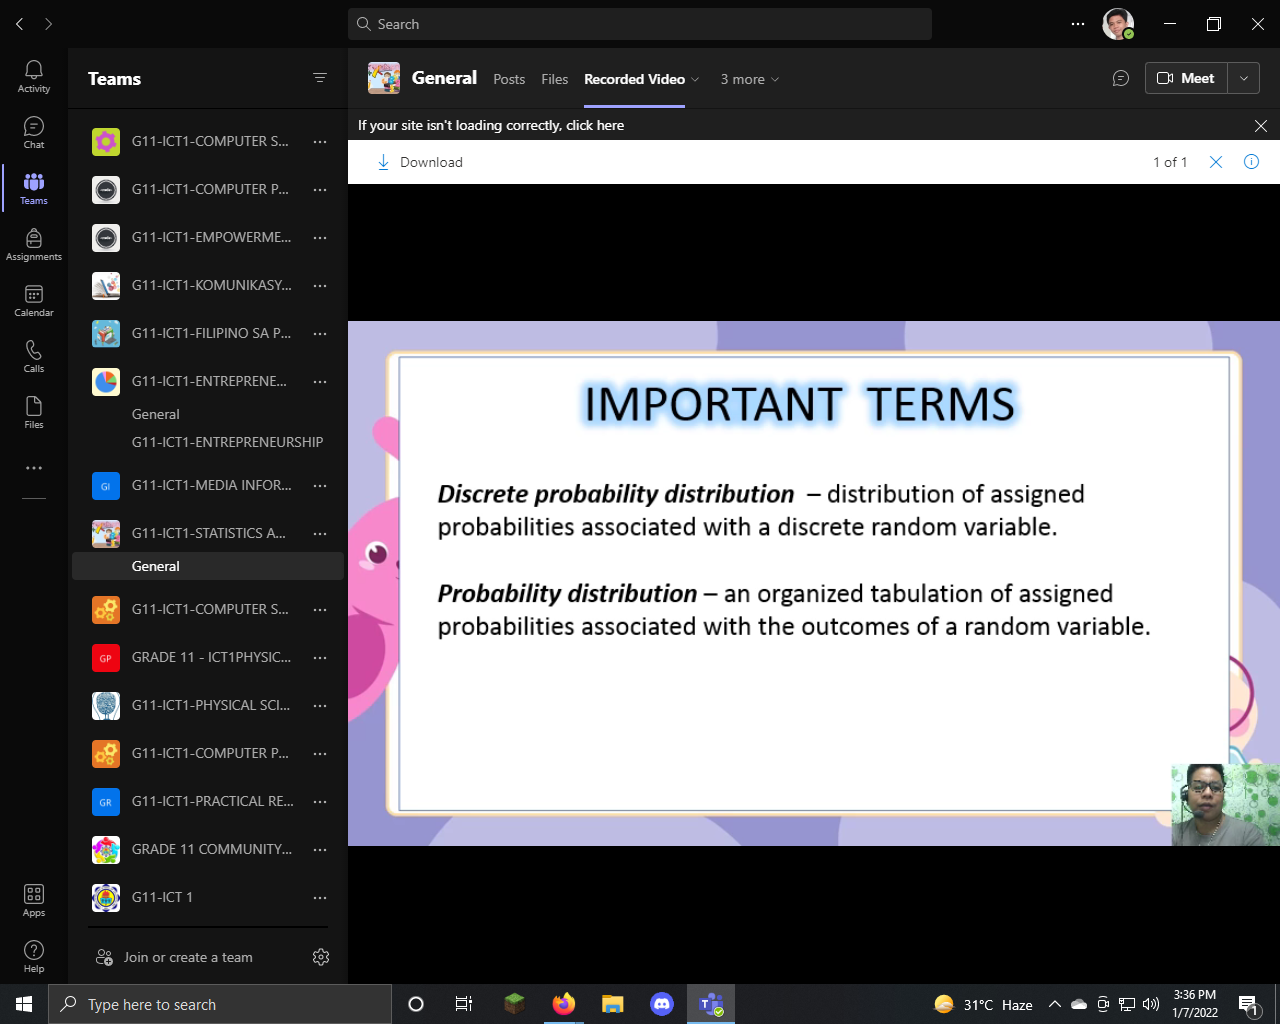 Search
Activity
Chat
Teams
Assignments
Calendar
Calls
Files
Apps
Help
Teams
G11-ICT1-COMPUTER S...
G11-ICT1-COMPUTER P...
G11-ICT1-EMPOWERME...
G11-ICT1-KOMUNIKASY...
G11-ICT1-FILIPINO SA P...
G11-ICT1-ENTREPRENE...
General
G11-ICT1-ENTREPRENEURSHIP
GI G11-ICT1-MEDIA INFOR...
G11-ICT1-STATISTICS A...
General
G11-ICT1-COMPUTER S...
GP GRADE 11 - ICT1PHYSIC...
G11-ICT1-PHYSICAL SCI...
G11-ICT1-COMPUTER P...
GR G11-ICT1-PRACTICAL RE...
GRADE 11 COMMUNITY...
G11-ICT 1
Join or create a team
General Posts Files Recorded Video 3 more
Meet
If your site isn't loading correctly, click here
Download 1 of 1
IMPORTANT TERMS
Discrete probability distribution – distribution of assigned
probabilities associated with a discrete random variable.
Probability distribution – an organized tabulation of assigned
probabilities associated with the outcomes of a random variable.
Type here to search
31°C Haze
3:36 PM
1/7/2022
1